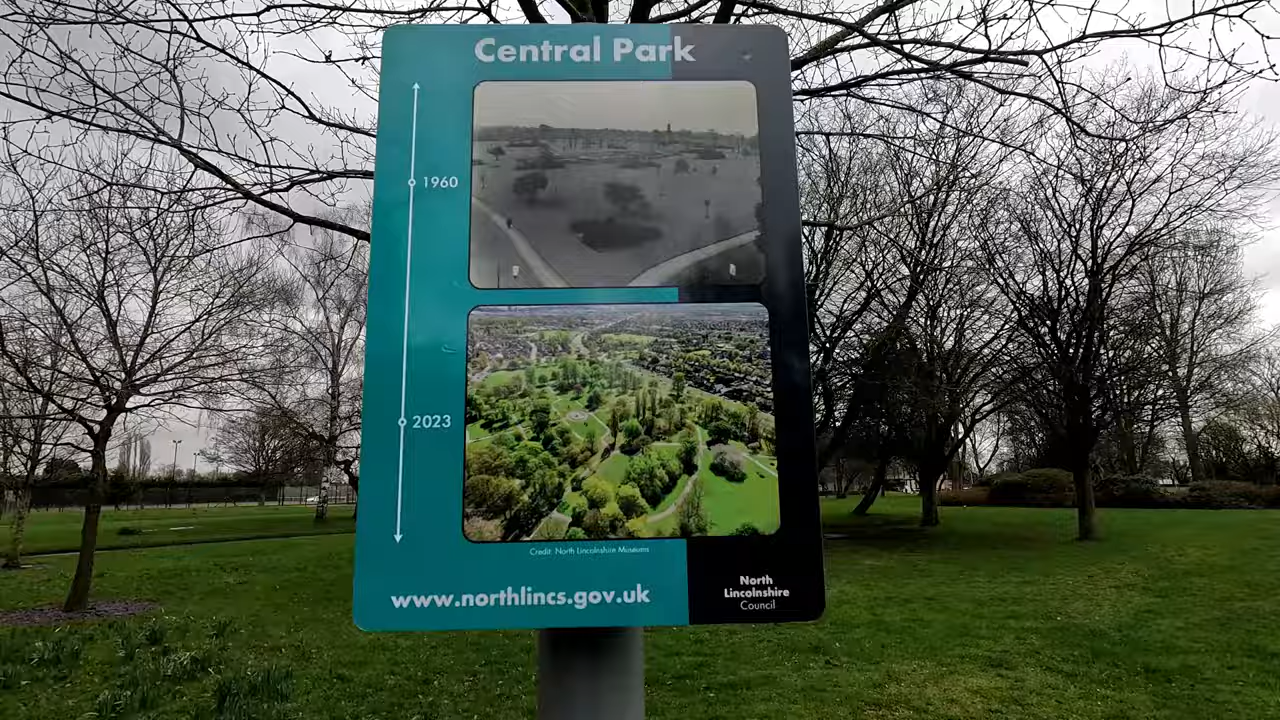 Central Park
1960
2023
Credit: North Lincolnshire Museums
www.northlincs.gov.uk
North
Lincolnshire
Council